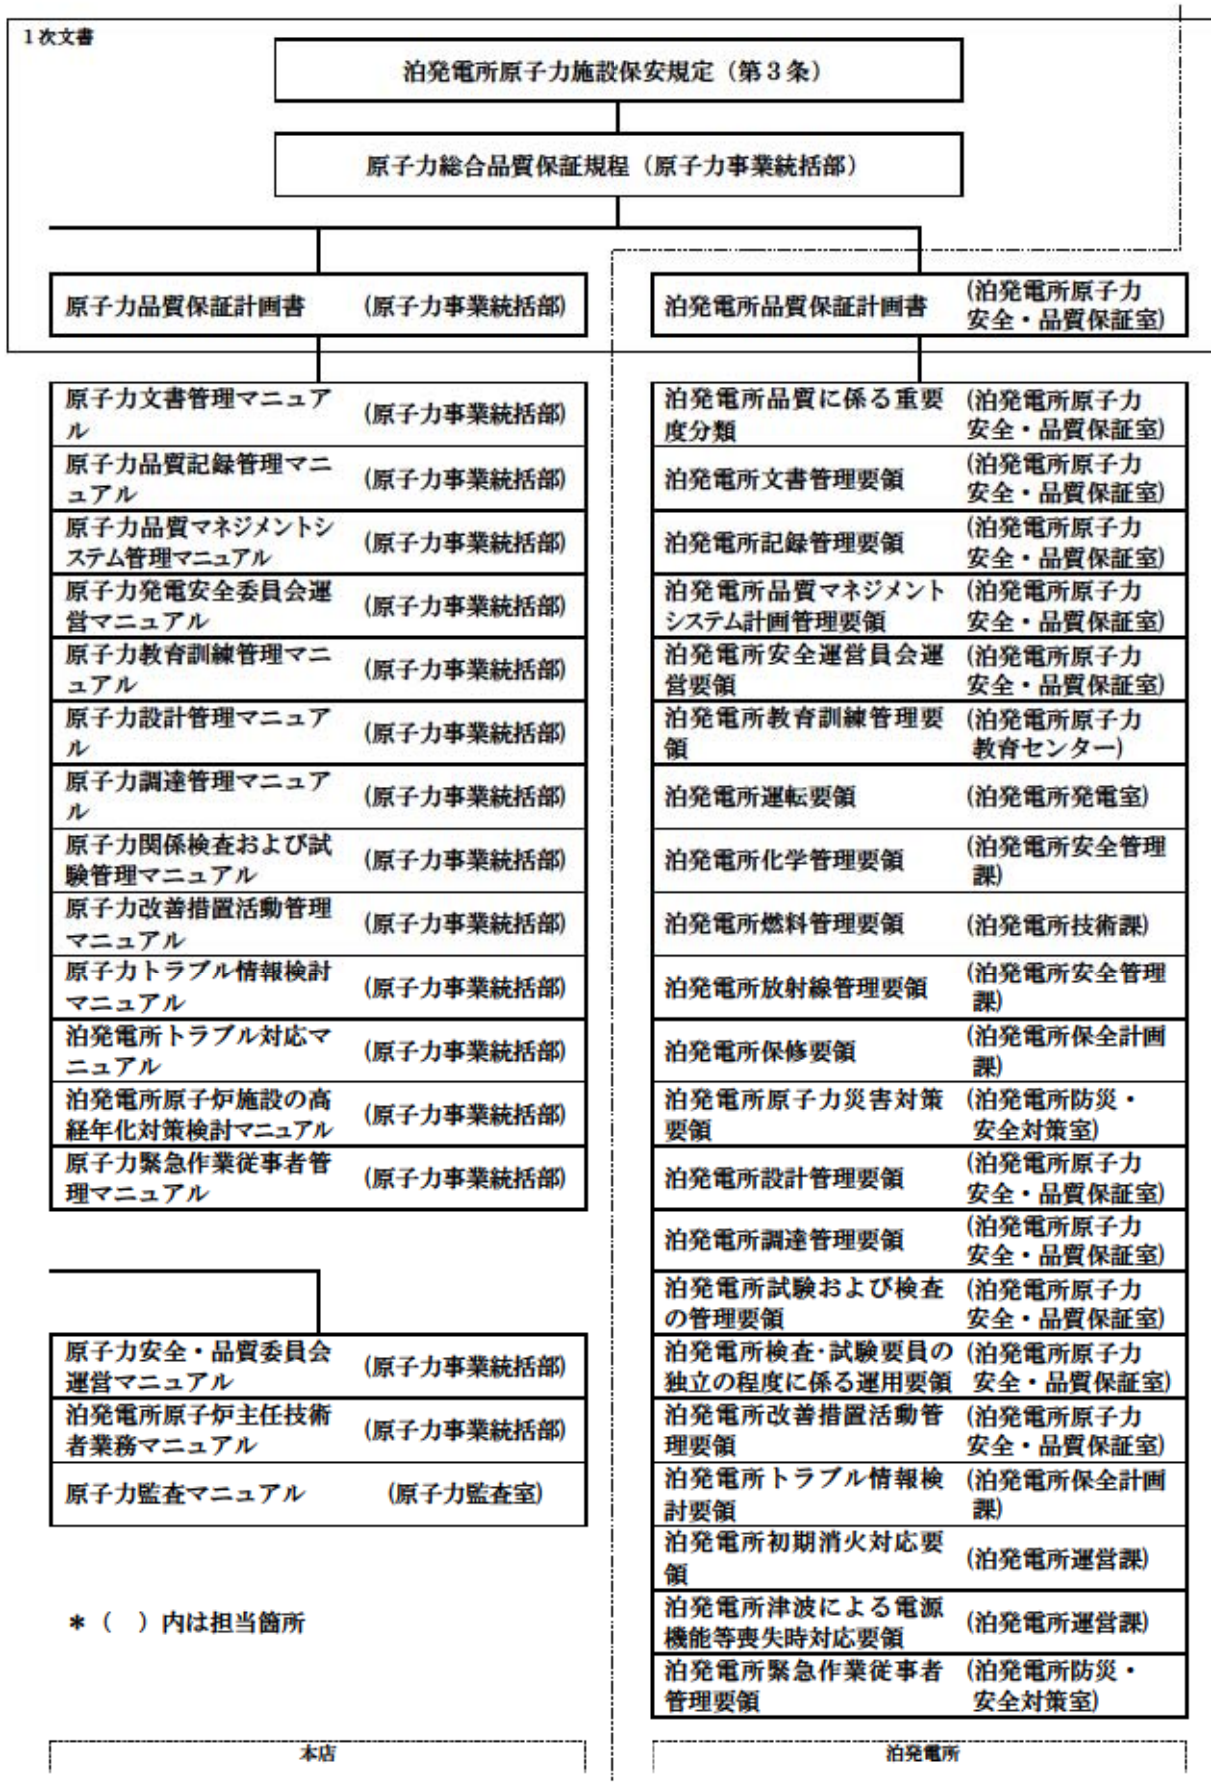 1次文書
泊発電所原子力施設保安規定（第3条）
原子力総合品質保証規程（原子力事業統括部）
原子力品質保証計画書 (原子力事業統括部)
原子力文書管理マニュア
ル
(原子力事業統括部)
原子力品質記録管理マニ
ュアル
(原子力事業統括部)
原子力品質マネジメントシ
ステム管理マニュアル
(原子力事業統括部)
原子力発電安全委員会運
営マニュアル
(原子力事業統括部)
原子力教育訓練管理マニ
ュアル
(原子力事業統括部)
原子力設計管理マニュア
ル
(原子力事業統括部)
原子力調達管理マニュア
ル
(原子力事業統括部)
原子力関係検査および試
験管理マニュアル
(原子力事業統括部)
原子力改善措置活動管理
マニュアル
(原子力事業統括部)
原子力トラブル情報検討
マニュアル
(原子力事業統括部)
泊発電所トラブル対応マ
ニュアル
(原子力事業統括部)
泊発電所原子炉施設の高
経年化対策検討マニュアル
(原子力事業統括部)
原子力緊急作業従事者管
理マニュアル
(原子力事業統括部)
原子力安全・品質委員会
運営マニュアル
(原子力事業統括部)
泊発電所原子炉主任技術
者業務マニュアル
(原子力事業統括部)
原子力監査マニュアル (原子力監査室)
＊（　）内は担当箇所
本店
泊発電所品質保証計画書
(泊発電所原子力
安全・品質保証室)
泊発電所品質に係る重要
度分類
(泊発電所原子力
安全・品質保証室)
泊発電所文書管理要領
(泊発電所原子力
安全・品質保証室)
泊発電所記録管理要領
(泊発電所原子力
安全・品質保証室)
泊発電所品質マネジメント
システム計画管理要領
(泊発電所原子力
安全・品質保証室)
泊発電所安全運営員会運
営要領
(泊発電所原子力
安全・品質保証室)
泊発電所教育訓練管理要
領
(泊発電所原子力
教育センター)
泊発電所運転要領 (泊発電所発電室)
泊発電所化学管理要領
(泊発電所安全管理
課)
泊発電所燃料管理要領 (泊発電所技術課)
泊発電所放射線管理要領
(泊発電所安全管理
課)
泊発電所保修要領
(泊発電所保全計画
課)
泊発電所原子力災害対策
要領
(泊発電所防災・
安全対策室)
泊発電所設計管理要領
(泊発電所原子力
安全・品質保証室)
泊発電所調達管理要領
(泊発電所原子力
安全・品質保証室)
泊発電所試験および検査
の管理要領
(泊発電所原子力
安全・品質保証室)
泊発電所検査・試験要員の
独立の程度に係る運用要領
(泊発電所原子力
安全・品質保証室)
泊発電所改善措置活動管
理要領
(泊発電所原子力
安全・品質保証室)
泊発電所トラブル情報検
討要領
(泊発電所保全計画
課)
泊発電所初期消火対応要
領
(泊発電所運営課)
泊発電所津波による電源
機能等喪失時対応要領
(泊発電所運営課)
泊発電所緊急作業従事者
管理要領
(泊発電所防災・
安全対策室)
泊発電所